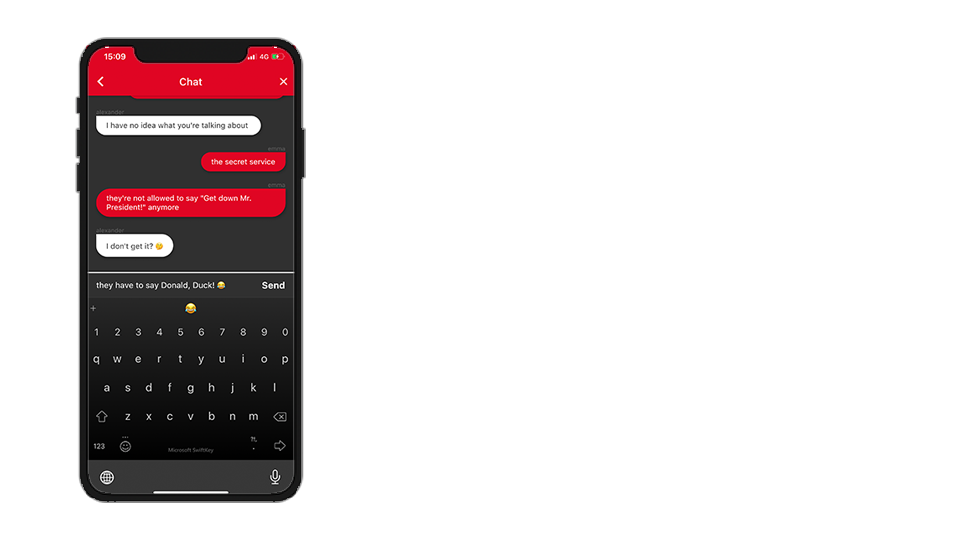 15:09
4G
Chat
alexander
I have no idea what you're talking about
emma
the secret service
emma
they're not allowed to say "Get down Mr.
President!" anymore
alexander
I don't get it? 🤔
they have to say Donald, Duck! 😂 Send
+ 😂
1 2 3 4 5 6 7 8 9 0
q w e r t y u i o p
a s d f g h j k l
z x c v b n m
123 Microsoft SwiftKey